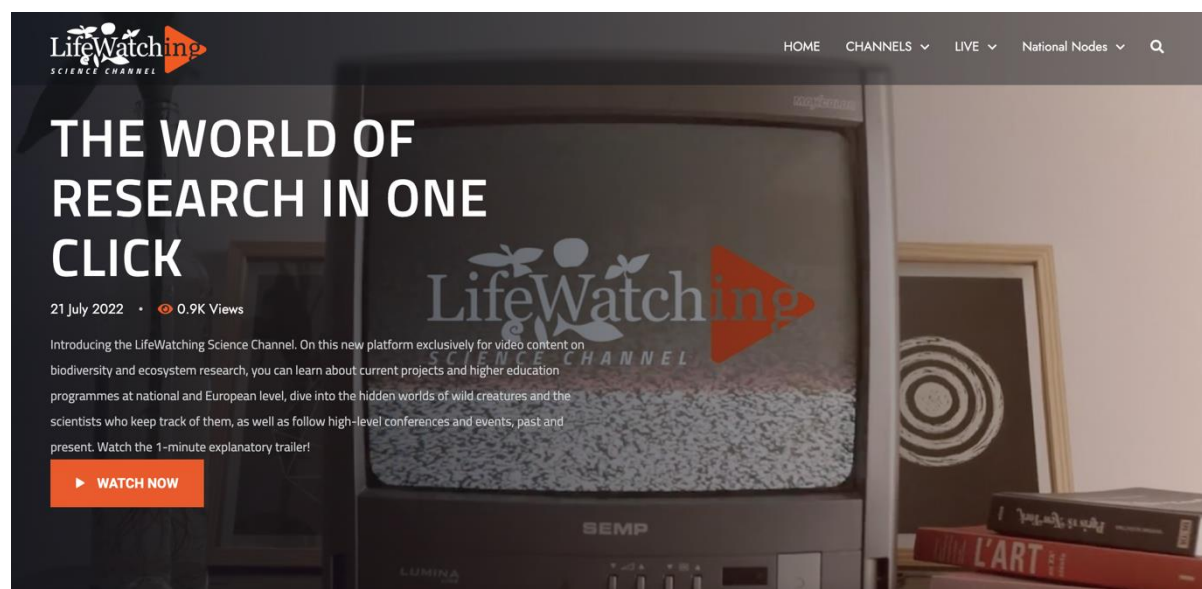 LifeWatching
SCIENCE CHANNEL
HOME CHANNELS LIVE National Nodes
THE WORLD OF
RESEARCH IN ONE
CLICK
21 July 2022 • 0.9K Views
Introducing the LifeWatching Science Channel. On this new platform exclusively for video content on
biodiversity and ecosystem research, you can learn about current projects and higher education
programmes at national and European level, dive into the hidden worlds of wild creatures and the
scientists who keep track of them, as well as follow high-level conferences and events, past and
present. Watch the 1-minute explanatory trailer!
WATCH NOW
LifeWatching
SCIENCE CHANNEL
SEMP
LUMINA
Paris vs New York
L'ART